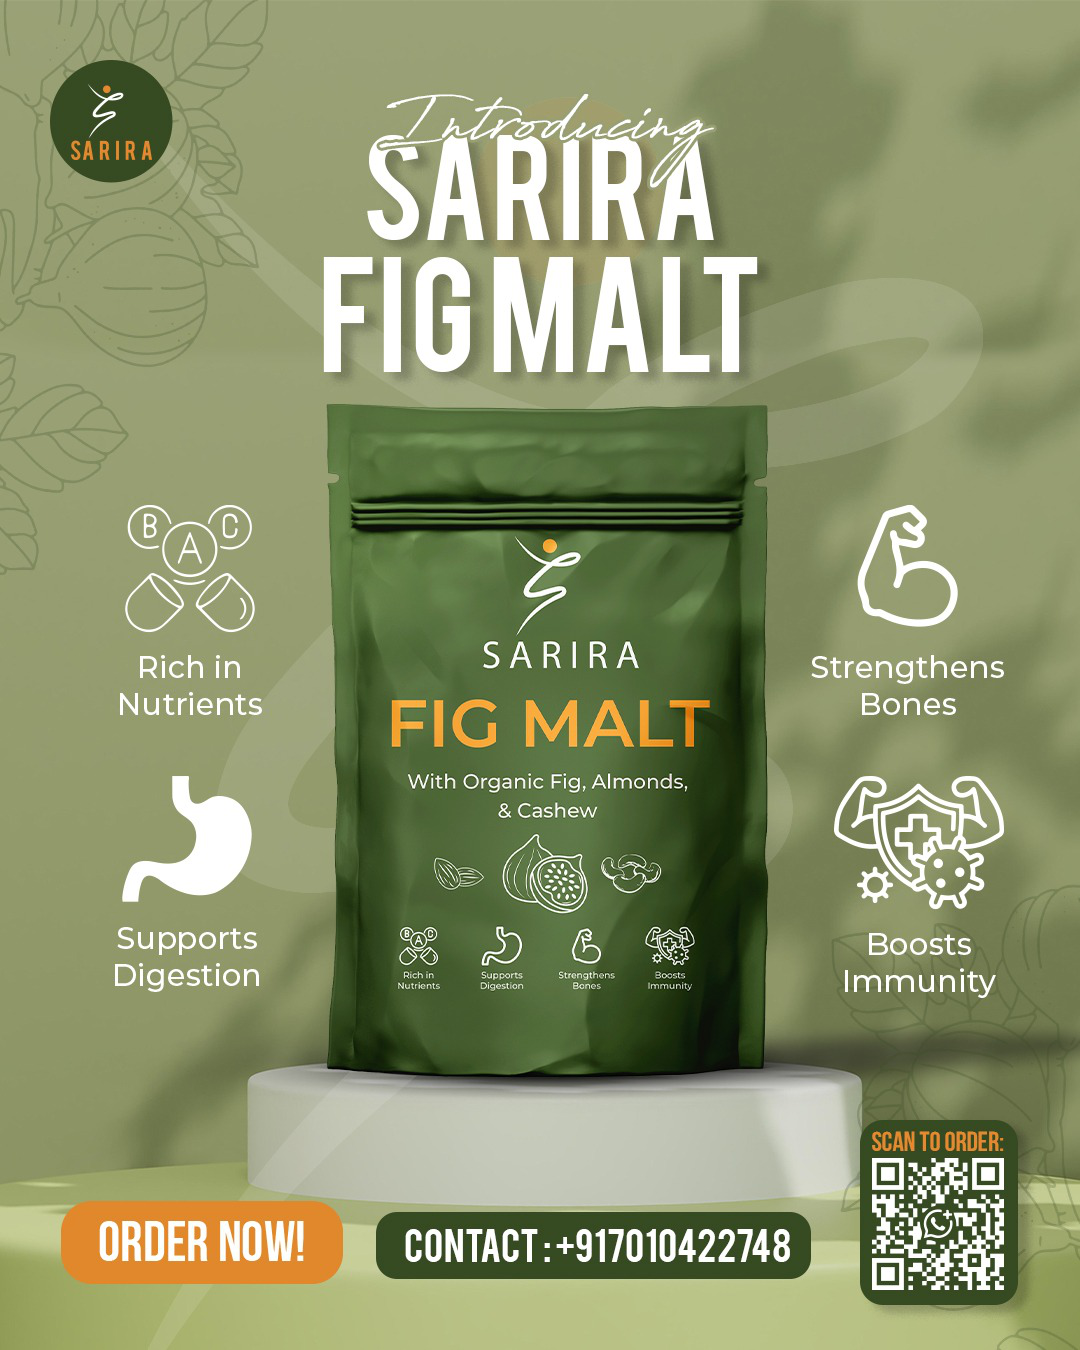 SARIRA
Introducing
SARIRA
FIG MALT
B A C
Rich in
Nutrients
Supports
Digestion
Strengthens
Bones
Boosts
Immunity
SARIRA
FIG MALT
With Organic Fig, Almonds,
& Cashew
B A C
Rich in
Nutrients
Supports
Digestion
Strengthens
Bones
Boosts
Immunity
ORDER NOW!
CONTACT : +917010422748
SCAN TO ORDER: